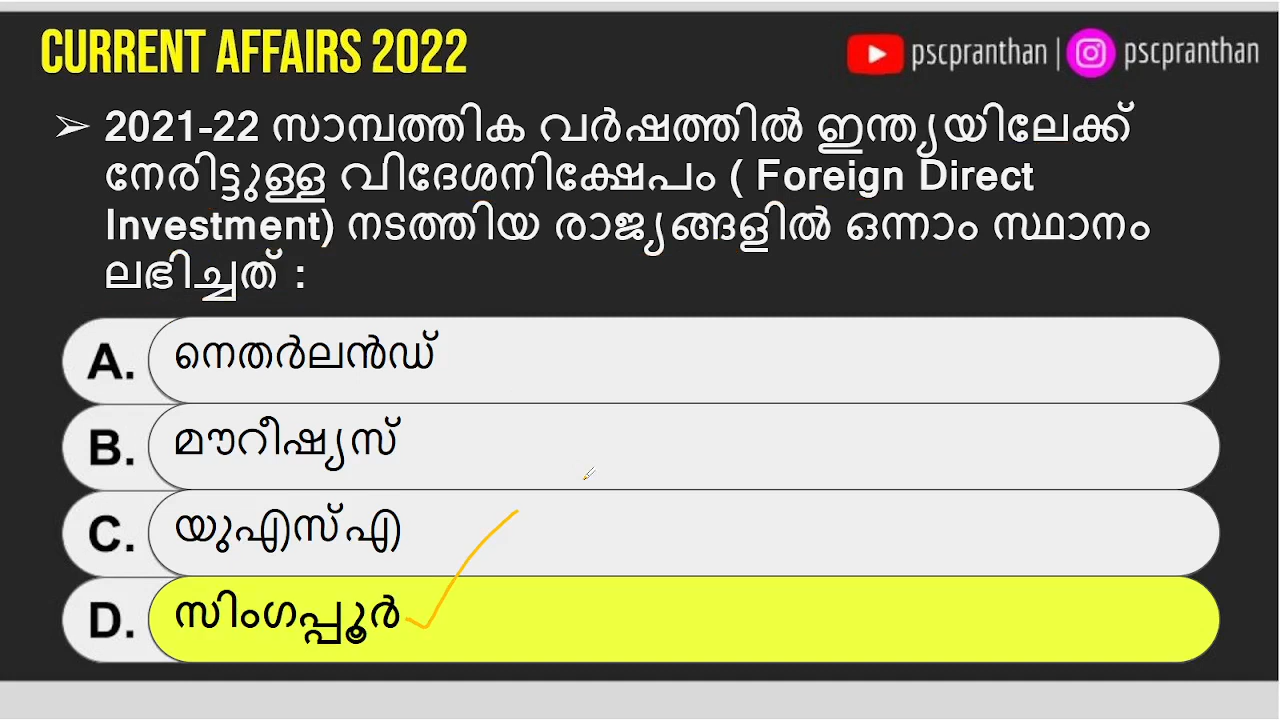 CURRENT AFFAIRS 2022
pscpranthan | pscpranthan
➢ 2021-22 സാമ്പത്തിക വർഷത്തിൽ ഇന്ത്യയിലേക്ക്
നേരിട്ടുള്ള വിദേശനിക്ഷേപം ( Foreign Direct
Investment) നടത്തിയ രാജ്യങ്ങളിൽ ഒന്നാം സ്ഥാനം
ലഭിച്ചത് :
A. നെതർലൻഡ്
B. മൗറീഷ്യസ്
C. യുഎസ്എ
D. സിംഗപ്പൂർ